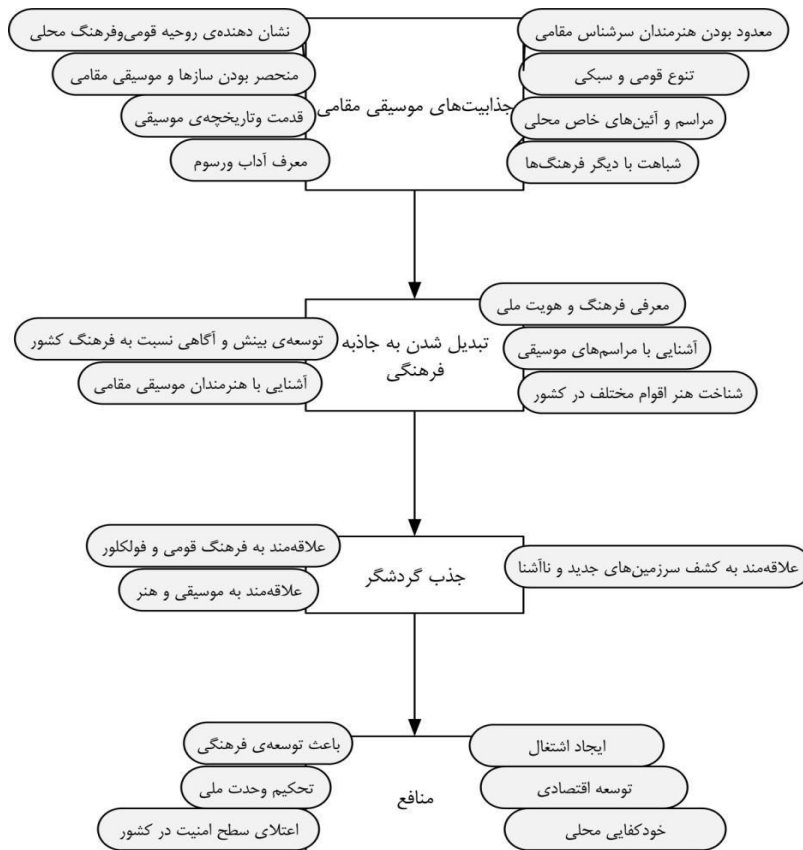 معدود بودن هنرمندان سرشناس مقامی
نشان دهنده‌ی روحیه قومی‌وفرهنگ محلی
تنوع قومی و سبکی
منحصر بودن سازها و موسیقی مقامی
جذابیت‌های موسیقی مقامی
مراسم و آئین‌های خاص محلی
قدمت وتاریخچه‌ی موسیقی
شباهت با دیگر فرهنگ‌ها
معرف آداب ورسوم
معرفی فرهنگ و هویت ملی
تبدیل شدن به جاذبه
فرهنگی
توسعه‌ی بینش و آگاهی نسبت به فرهنگ کشور
آشنایی با مراسم‌های موسیقی
آشنایی با هنرمندان موسیقی مقامی
شناخت هنر اقوام مختلف در کشور
علاقه‌مند به فرهنگ قومی و فولکلور
علاقه‌مند به کشف سرزمین‌های جدید و ناآشنا
جذب گردشگر
علاقه‌مند به موسیقی و هنر
ایجاد اشتغال
باعث توسعه‌ی فرهنگی
توسعه اقتصادی
منافع
تحکیم وحدت ملی
خودکفایی محلی
اعتلای سطح امنیت در کشور